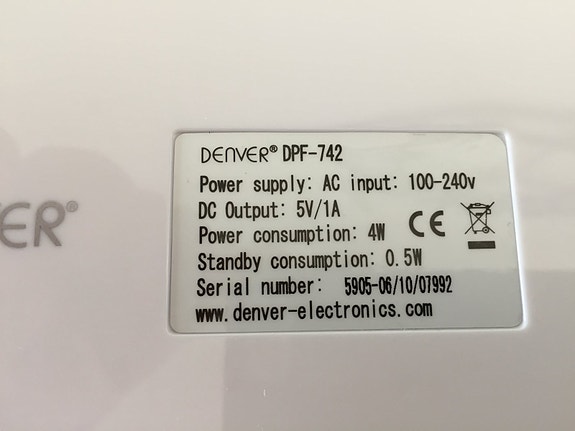 DENVER® DPF-742
Power supply: AC input: 100-240v
DC Output: 5V/1A
Power consumption: 4W
CE
Standby consumption: 0.5W
Serial number: 5905-06/10/07992
www.denver-electronics.com
ER®